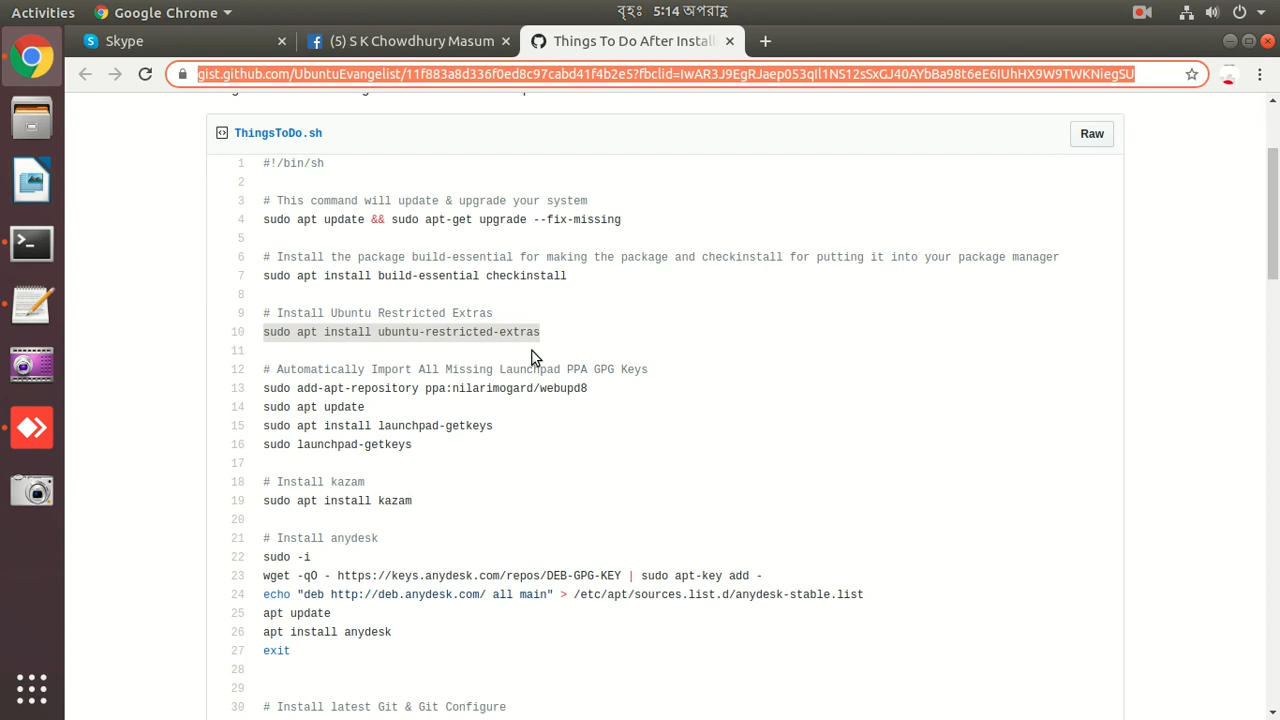 Activities
Google Chrome
বৃহঃ 5:14 অপরাহ্ণ
Skype
(5) S K Chowdhury Masum
Things To Do After Instal
gist.github.com/UbuntuEvangelist/11f883a8d336f0ed8c97cabd41f4b2e5?fbclid=IwAR3J9EgRJaep053qIl1NS12sSxGJ40AYbBa98t6eE6IUhHX9W9TWKNiegSU
ThingsToDo.sh
Raw
1 #!/bin/sh
2
3 # This command will update & upgrade your system
4 sudo apt update && sudo apt-get upgrade --fix-missing
5
6 # Install the package build-essential for making the package and checkinstall for putting it into your package manager
7 sudo apt install build-essential checkinstall
8
9 # Install Ubuntu Restricted Extras
10 sudo apt install ubuntu-restricted-extras
11
12 # Automatically Import All Missing Launchpad PPA GPG Keys
13 sudo add-apt-repository ppa:nilarimogard/webupd8
14 sudo apt update
15 sudo apt install launchpad-getkeys
16 sudo launchpad-getkeys
17
18 # Install kazam
19 sudo apt install kazam
20
21 # Install anydesk
22 sudo -i
23 wget -qO - https://keys.anydesk.com/repos/DEB-GPG-KEY | sudo apt-key add -
24 echo "deb http://deb.anydesk.com/ all main" > /etc/apt/sources.list.d/anydesk-stable.list
25 apt update
26 apt install anydesk
27 exit
28
29
30 # Install latest Git & Git Configure